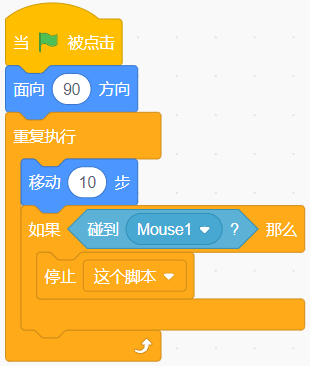 当 被点击
面向 90 方向
重复执行
移动 10 步
如果 碰到 Mouse1 ? 那么
停止 这个脚本